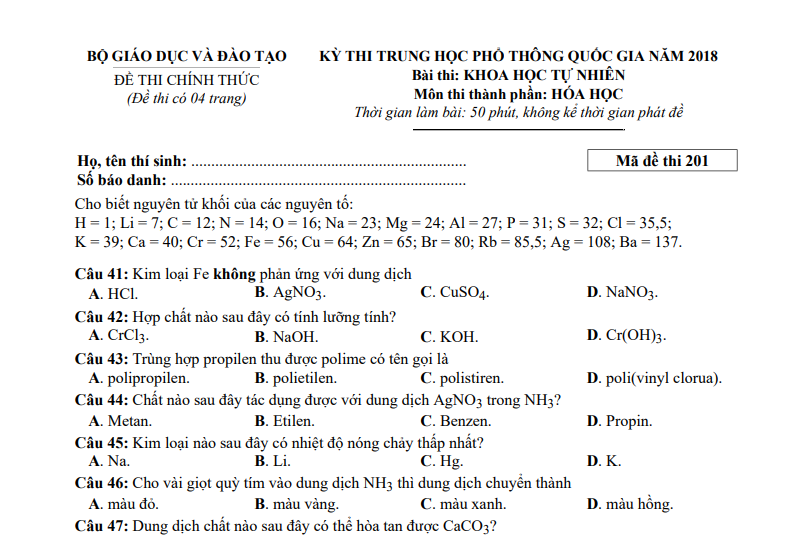 BỘ GIÁO DỤC VÀ ĐÀO TẠO
ĐỀ THI CHÍNH THỨC
(Đề thi có 04 trang)
KỲ THI TRUNG HỌC PHỔ THÔNG QUỐC GIA NĂM 2018
Bài thi: KHOA HỌC TỰ NHIÊN
Môn thi thành phần: HÓA HỌC
Thời gian làm bài: 50 phút, không kể thời gian phát đề
Họ, tên thí sinh: .....................................................................
Số báo danh: ..........................................................................
Mã đề thi 201
Cho biết nguyên tử khối của các nguyên tố:
H = 1; Li = 7; C = 12; N = 14; O = 16; Na = 23; Mg = 24; Al = 27; P = 31; S = 32; Cl = 35,5;
K = 39; Ca = 40; Cr = 52; Fe = 56; Cu = 64; Zn = 65; Br = 80; Rb = 85,5; Ag = 108; Ba = 137.
Câu 41: Kim loại Fe không phản ứng với dung dịch
A. HCl. B. AgNO₃. C. CuSO₄. D. NaNO₃.
Câu 42: Hợp chất nào sau đây có tính lưỡng tính?
A. CrCl₃. B. NaOH. C. KOH. D. Cr(OH)₃.
Câu 43: Trùng hợp propilen thu được polime có tên gọi là
A. polipropilen. B. polietilen. C. polistiren. D. poli(vinyl clorua).
Câu 44: Chất nào sau đây tác dụng được với dung dịch AgNO₃ trong NH₃?
A. Metan. B. Etilen. C. Benzen. D. Propin.
Câu 45: Kim loại nào sau đây có nhiệt độ nóng chảy thấp nhất?
A. Na. B. Li. C. Hg. D. K.
Câu 46: Cho vài giọt quỳ tím vào dung dịch NH₃ thì dung dịch chuyển thành
A. màu đỏ. B. màu vàng. C. màu xanh. D. màu hồng.
Câu 47: Dung dịch chất nào sau đây có thể hòa tan được CaCO₃?